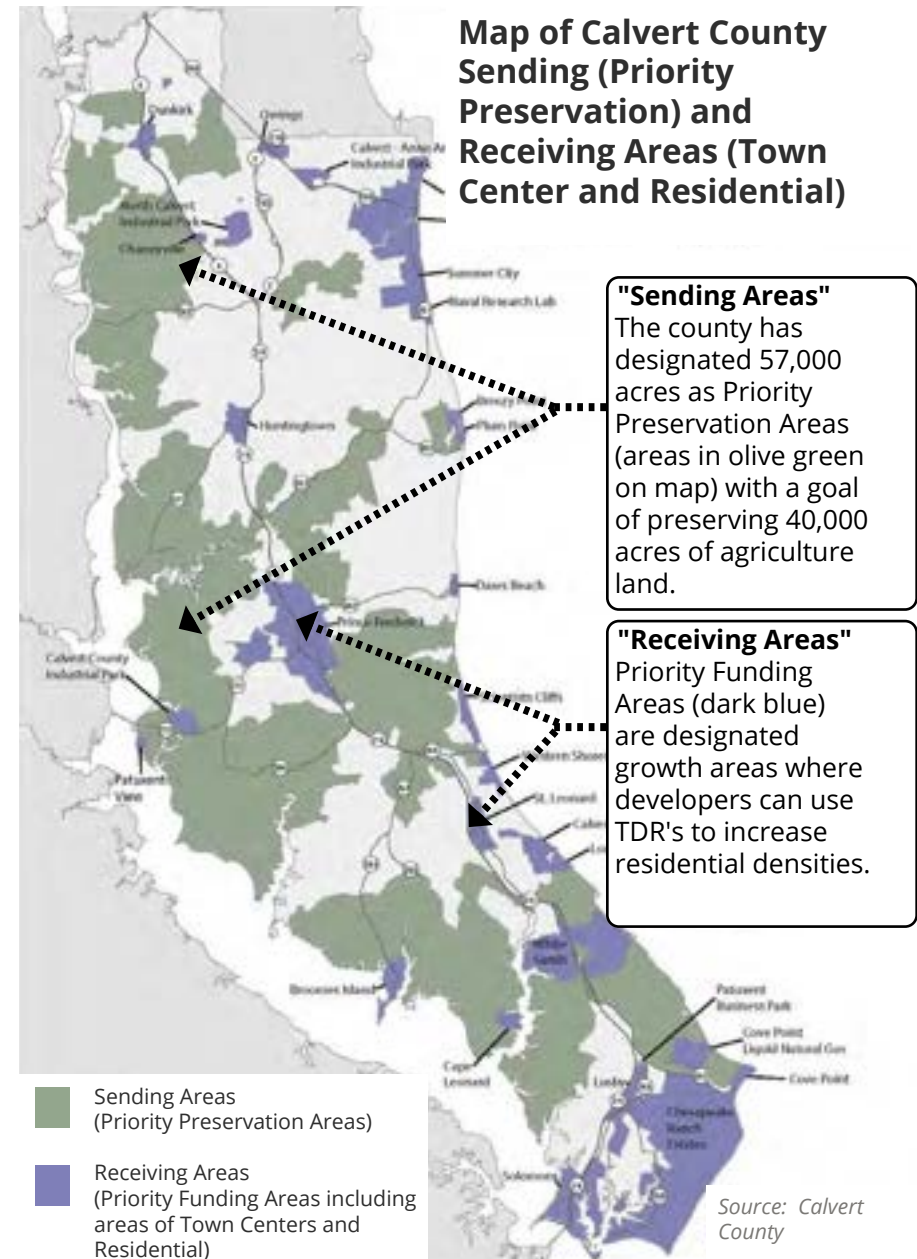 Map of Calvert County
Sending (Priority
Preservation) and
Receiving Areas (Town
Center and Residential)
Dunkirk
Owings
Industrial Park
North Calvert
Industrial Park
Chaneyville
Summer City
Naval Research Lab
Huntingtown
Dares Beach
Prince Frederick
Calvert County
Industrial Park
Patuxent
View
St. Leonard
White
Sands
Broomes Island
Cape
Leonard
Patuxent
Business Park
Cove Point
Liquid Natural Gas
Cove Point
Lusby
Chesapeake
Ranch
Estates
Solomons
"Sending Areas"
The county has
designated 57,000
acres as Priority
Preservation Areas
(areas in olive green
on map) with a goal
of preserving 40,000
acres of agriculture
land.
"Receiving Areas"
Priority Funding
Areas (dark blue)
are designated
growth areas where
developers can use
TDR's to increase
residential densities.
Sending Areas
(Priority Preservation Areas)
Receiving Areas
(Priority Funding Areas including
areas of Town Centers and
Residential)
Source: Calvert
County